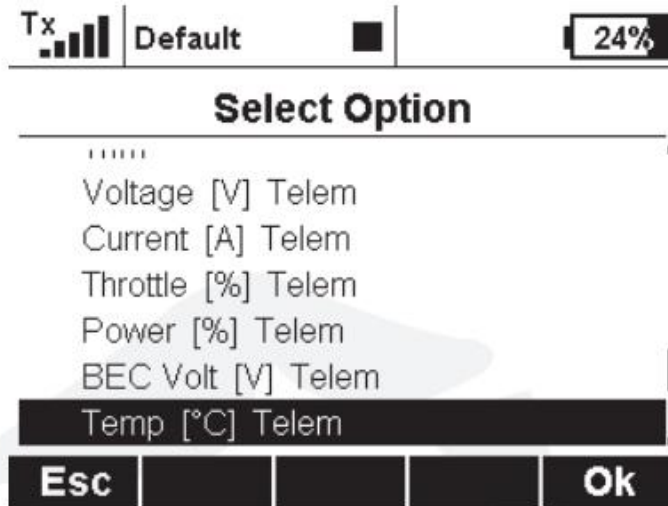 Tx Default 24%
Select Option
Voltage [V] Telem
Current [A] Telem
Throttle [%] Telem
Power [%] Telem
BEC Volt [V] Telem
Temp [°C] Telem
Esc Ok